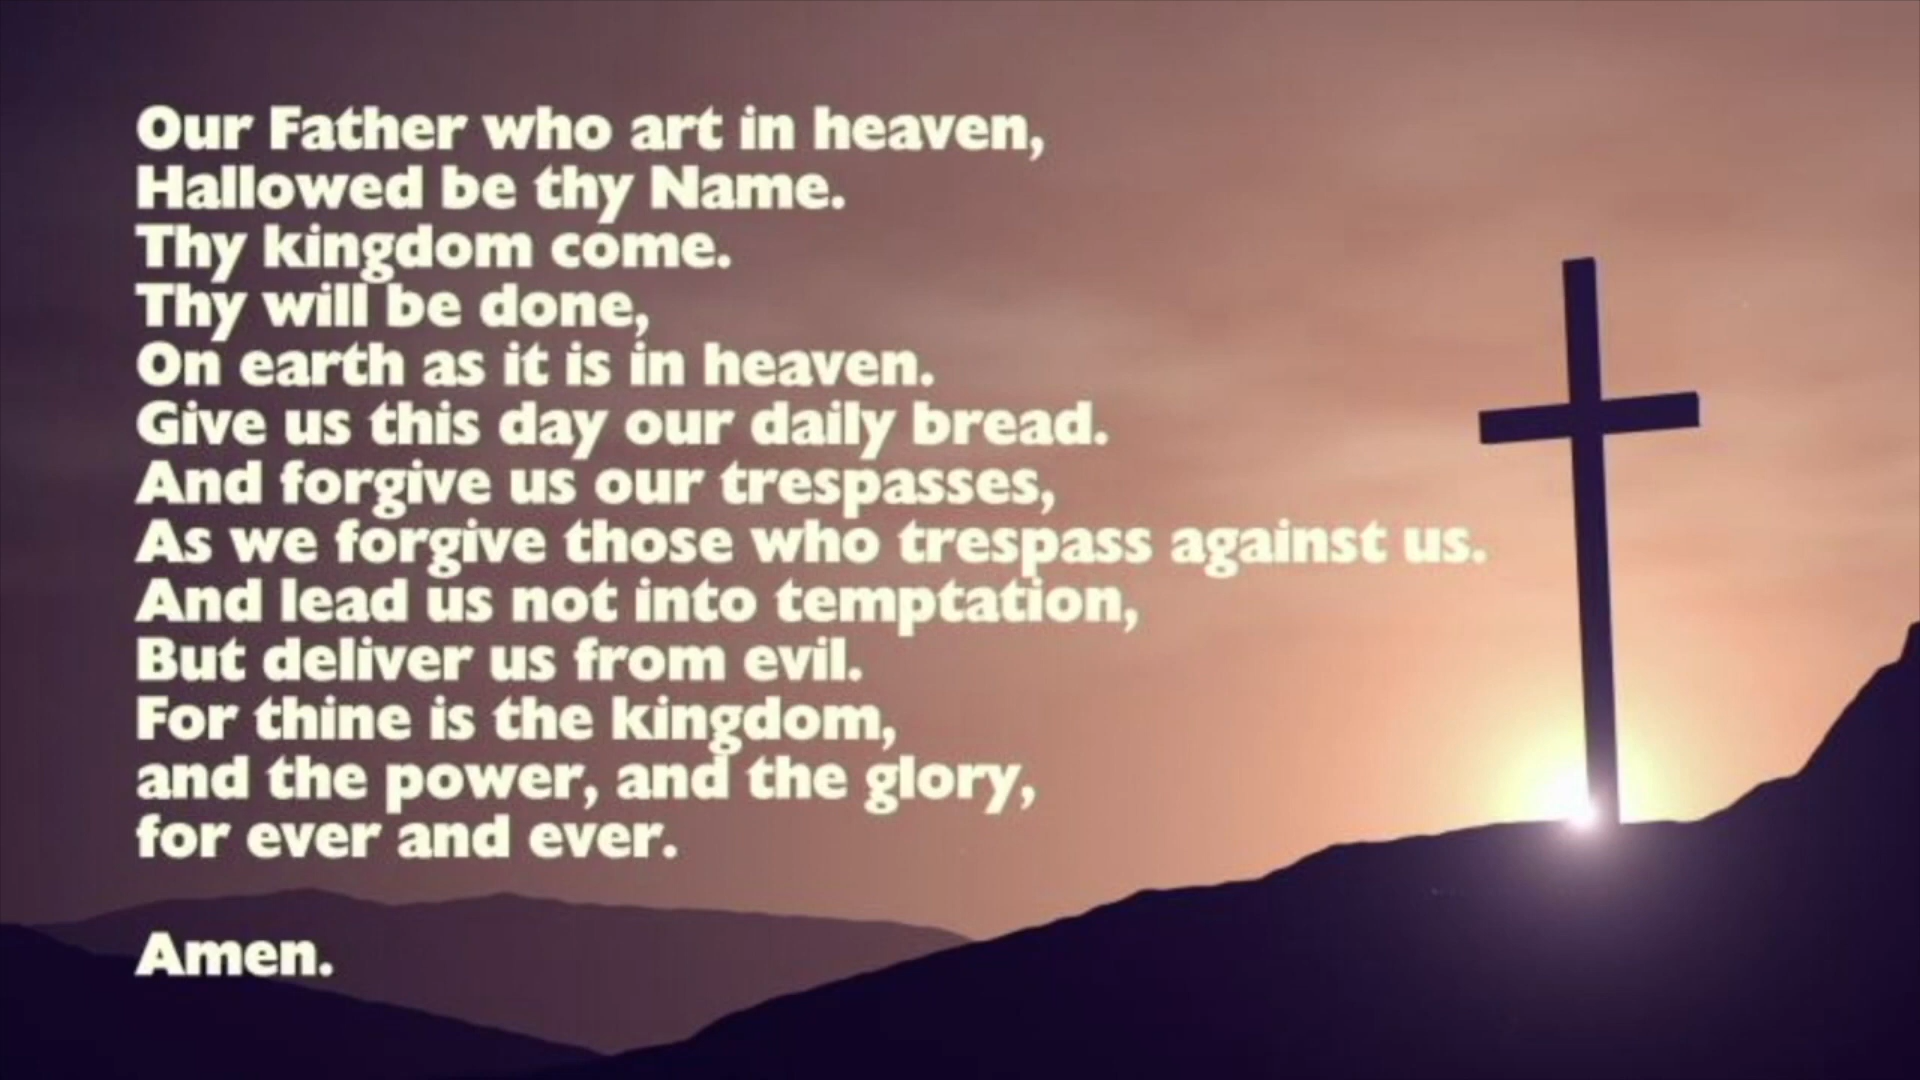 Our Father who art in heaven,
Hallowed be thy Name.
Thy kingdom come.
Thy will be done,
On earth as it is in heaven.
Give us this day our daily bread.
And forgive us our trespasses,
As we forgive those who trespass against us.
And lead us not into temptation,
But deliver us from evil.
For thine is the kingdom,
and the power, and the glory,
for ever and ever.
Amen.